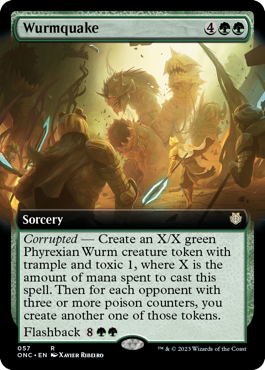 Wurmquake 4
Sorcery
Corrupted — Create an X/X green
Phyrexian Wurm creature token with
trample and toxic 1, where X is the
amount of mana spent to cast this
spell. Then for each opponent with
three or more poison counters, you
create another one of those tokens.
Flashback 8
057 R
ONC • EN Xavier Ribeiro
™ & © 2023 Wizards of the Coast